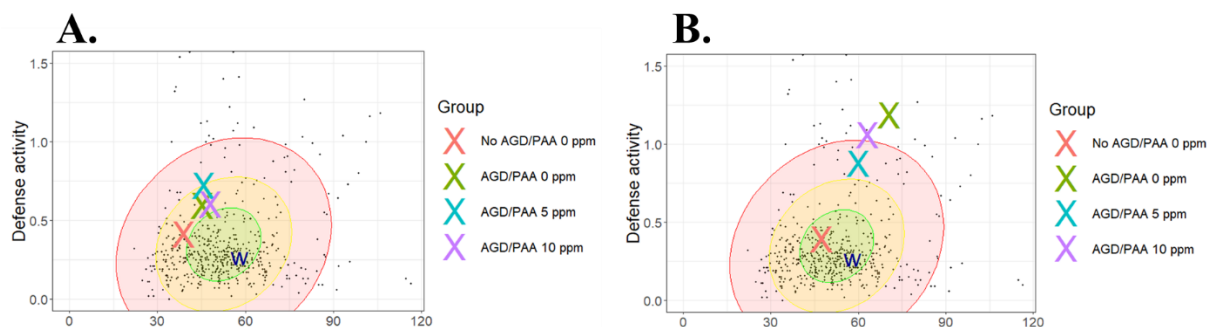 A.
Defense activity
1.5
1.0
0.5
0.0
0 30 60 90 120
W
Group
No AGD/PAA 0 ppm
AGD/PAA 0 ppm
AGD/PAA 5 ppm
AGD/PAA 10 ppm
B.
Defense activity
1.5
1.0
0.5
0.0
0 30 60 90 120
W
Group
No AGD/PAA 0 ppm
AGD/PAA 0 ppm
AGD/PAA 5 ppm
AGD/PAA 10 ppm